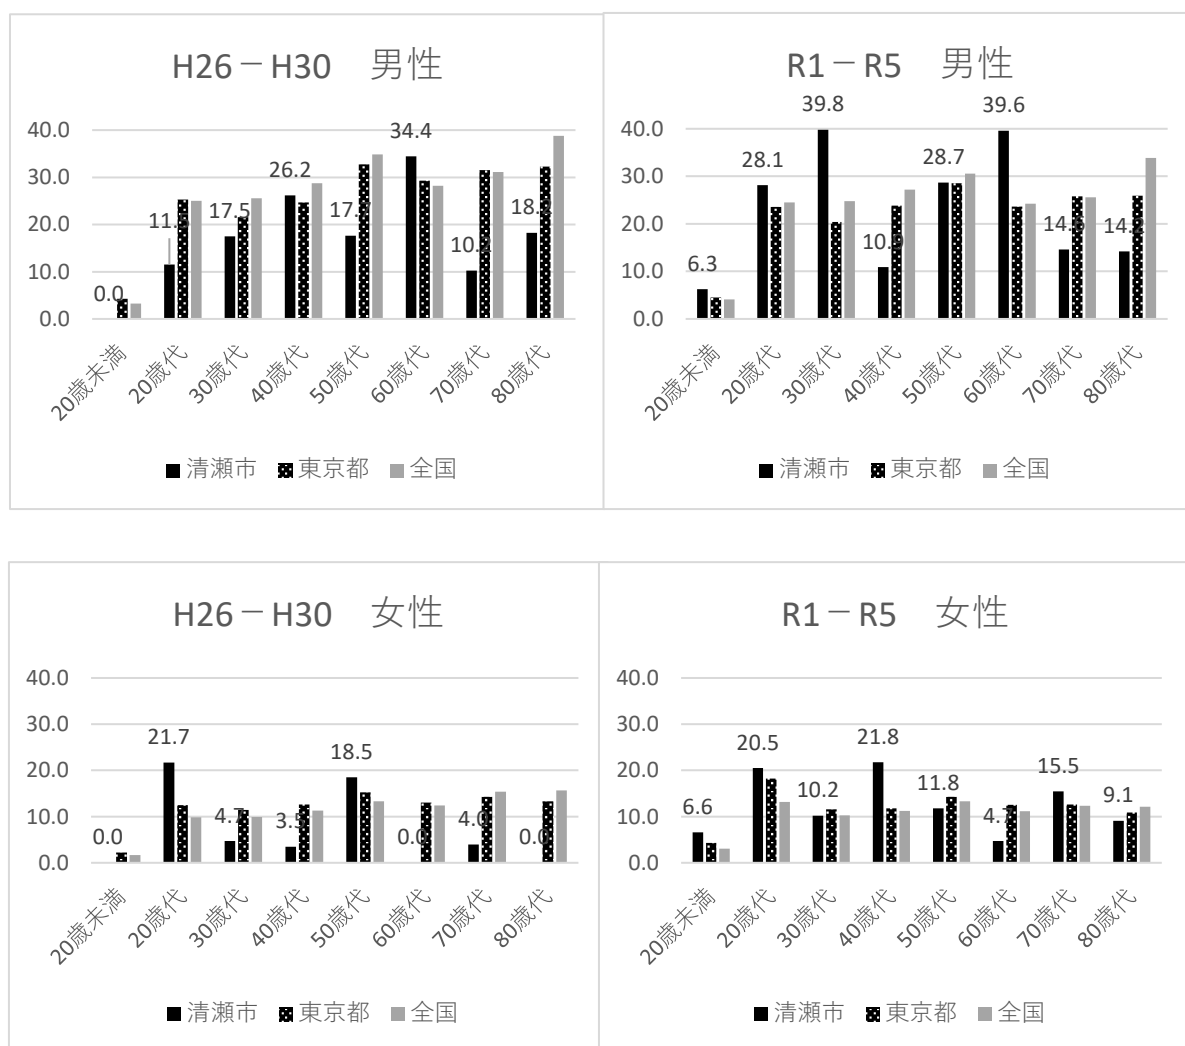 H26－H30　男性
34.4
40.0
26.2
30.0
11.5
17.5
17.7
18.2
20.0
10.2
10.0
0.0
0.0
20歳未満
20歳代
30歳代
40歳代
50歳代
60歳代
70歳代
80歳代
■清瀬市 ■東京都 ■全国
R1－R5　男性
39.8
39.6
40.0
28.1
28.7
30.0
20.0
10.9
14.6
14.2
6.3
10.0
0.0
20歳未満
20歳代
30歳代
40歳代
50歳代
60歳代
70歳代
80歳代
■清瀬市 ■東京都 ■全国
H26－H30　女性
40.0
30.0
21.7
18.5
20.0
10.0
4.7
3.5
4.0
0.0
0.0
0.0
0.0
20歳未満
20歳代
30歳代
40歳代
50歳代
60歳代
70歳代
80歳代
■清瀬市 ■東京都 ■全国
R1－R5　女性
40.0
30.0
20.5
21.8
20.0
15.5
10.2
11.8
6.6
4.7
9.1
10.0
0.0
20歳未満
20歳代
30歳代
40歳代
50歳代
60歳代
70歳代
80歳代
■清瀬市 ■東京都 ■全国